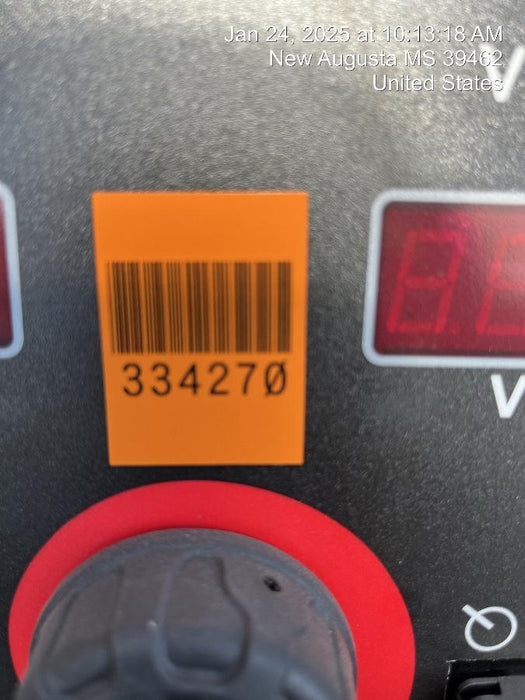 Jan 24, 2025 at 10:13:18 AM
New Augusta MS 39462
United States
V
334270
V